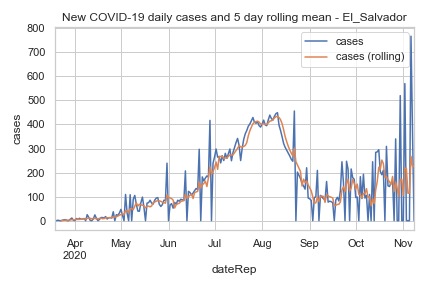 New COVID-19 daily cases and 5 day rolling mean - El_Salvador
cases
cases (rolling)
800
700
600
500
400
300
200
100
0
cases
Apr
2020
May
Jun
Jul
Aug
Sep
Oct
Nov
dateRep